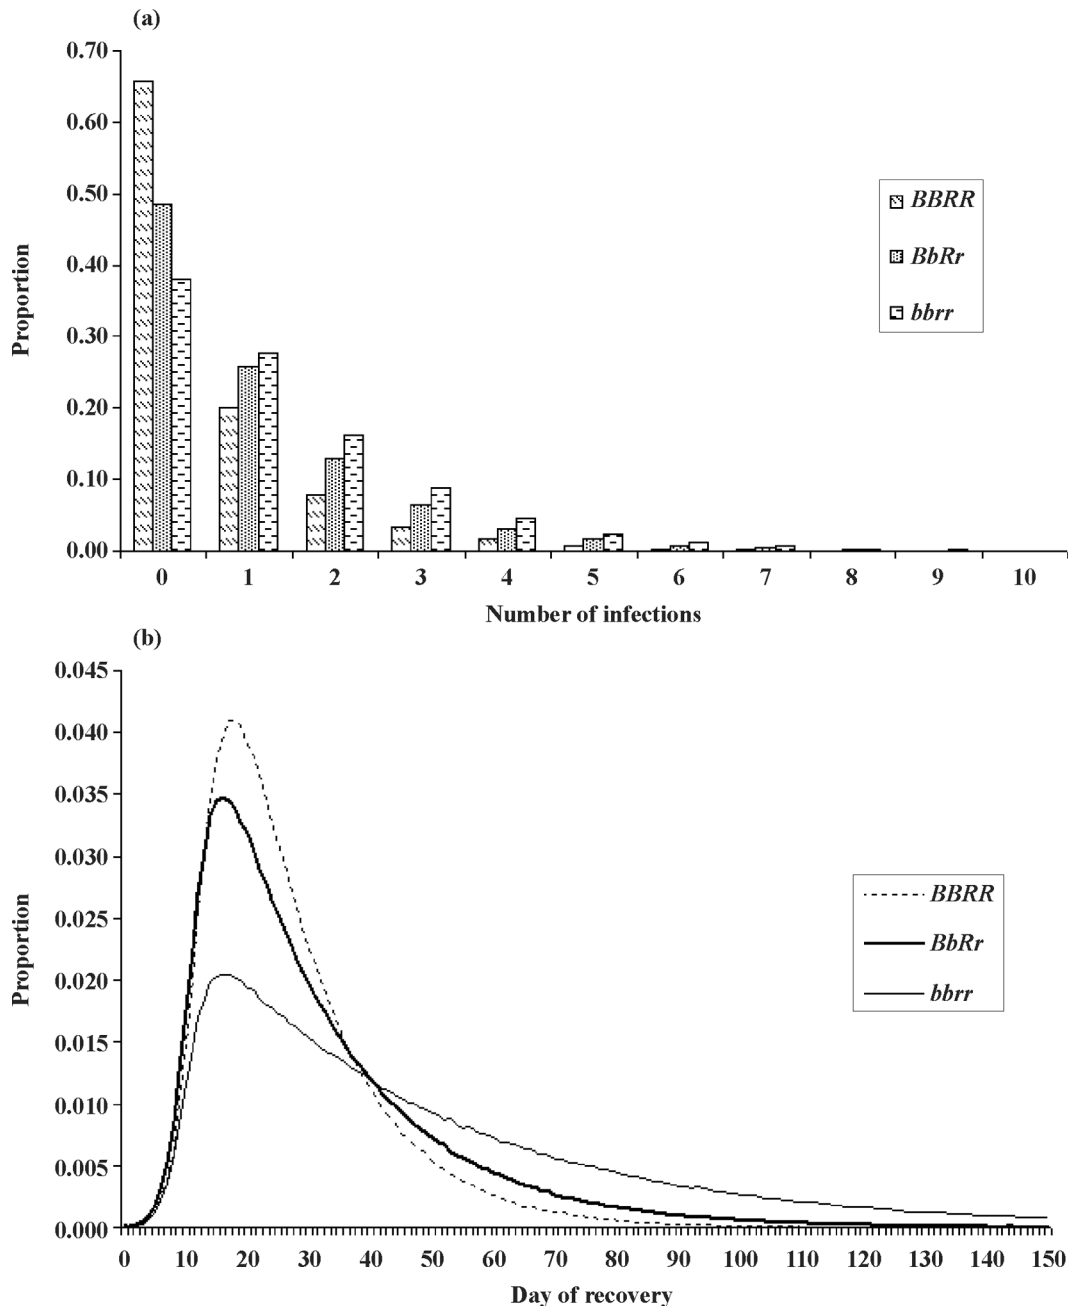 (a)
0.70
0.60
0.50
0.40
0.30
0.20
0.10
0.00
Proportion
BBRR
BbRr
bbrr
0 1 2 3 4 5 6 7 8 9 10
Number of infections
(b)
0.045
0.040
0.035
0.030
0.025
0.020
0.015
0.010
0.005
0.000
Proportion
BBRR
BbRr
bbrr
0 10 20 30 40 50 60 70 80 90 100 110 120 130 140 150
Day of recovery